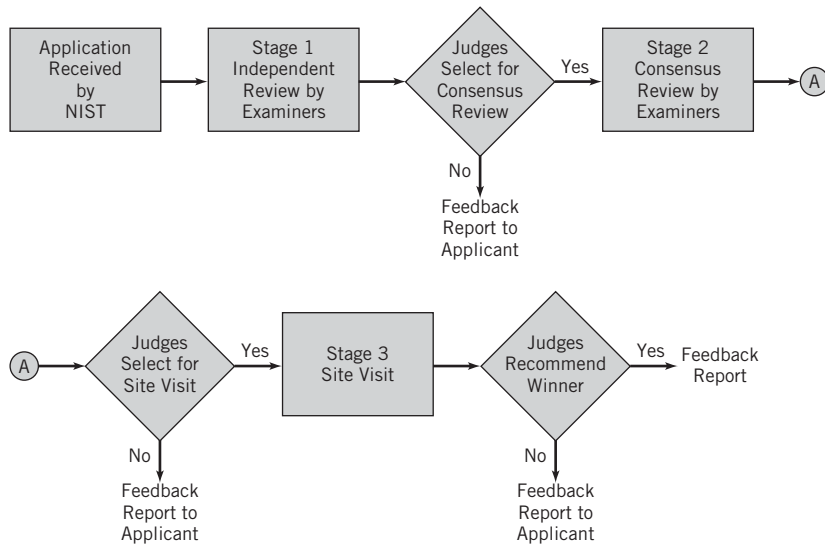 Application
Received
by
NIST
Stage 1
Independent
Review by
Examiners
Judges
Select for
Consensus
Review
Yes
Stage 2
Consensus
Review by
Examiners
A
No
Feedback
Report to
Applicant
A
Judges
Select for
Site Visit
Yes
Stage 3
Site Visit
Judges
Recommend
Winner
Yes
Feedback
Report
No
Feedback
Report to
Applicant
No
Feedback
Report to
Applicant